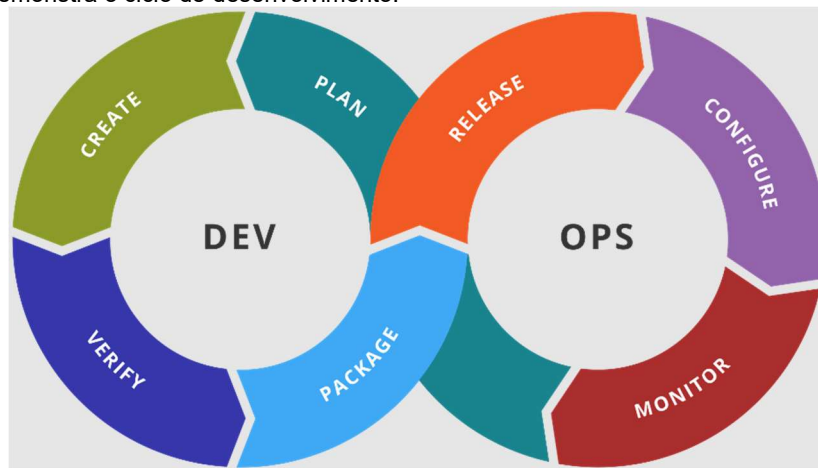 CREATE
PLAN
RELEASE
CONFIGURE
DEV
OPS
VERIFY
PACKAGE
MONITOR